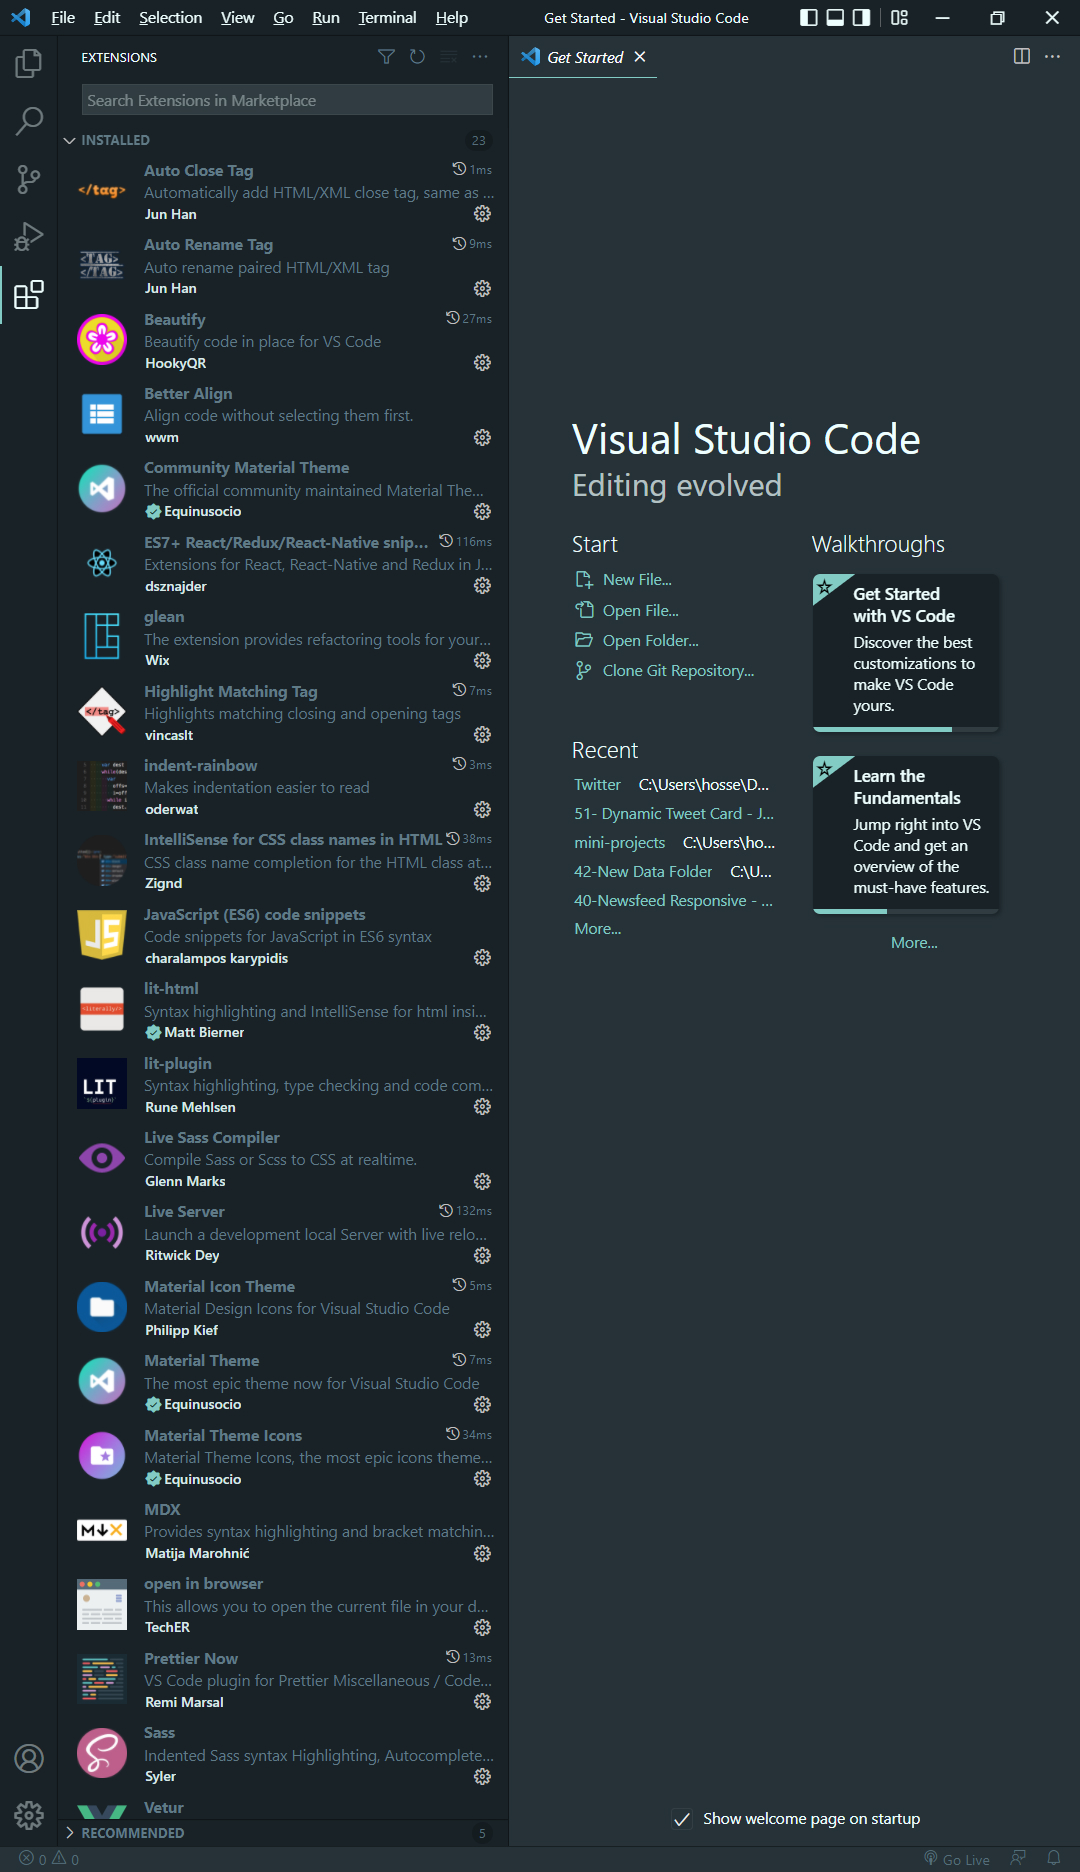 File Edit Selection View Go Run Terminal Help Get Started - Visual Studio Code
EXTENSIONS
Search Extensions in Marketplace
INSTALLED 23
</tag>
Auto Close Tag 1ms
Automatically add HTML/XML close tag, same as ...
Jun Han
<TAG>
</TAG>
Auto Rename Tag 9ms
Auto rename paired HTML/XML tag
Jun Han
Beautify 27ms
Beautify code in place for VS Code
HookyQR
Better Align
Align code without selecting them first.
wwm
Community Material Theme
The official community maintained Material The...
Equinusocio
ES7+ React/Redux/React-Native snip... 116ms
Extensions for React, React-Native and Redux in J...
dsznajder
glean
The extension provides refactoring tools for your...
Wix
</tag>
Highlight Matching Tag 7ms
Highlights matching closing and opening tags
vincaslt
indent-rainbow 3ms
Makes indentation easier to read
oderwat
IntelliSense for CSS class names in HTML 38ms
CSS class name completion for the HTML class at...
Zignd
JS
JavaScript (ES6) code snippets
Code snippets for JavaScript in ES6 syntax
charalampos karypidis
lit-html
Syntax highlighting and IntelliSense for html insi...
Matt Bierner
LIT
lit-plugin
Syntax highlighting, type checking and code com...
Rune Mehlsen
Live Sass Compiler
Compile Sass or Scss to CSS at realtime.
Glenn Marks
Live Server 132ms
Launch a development local Server with live relo...
Ritwick Dey
Material Icon Theme 5ms
Material Design Icons for Visual Studio Code
Philipp Kief
Material Theme 7ms
The most epic theme now for Visual Studio Code
Equinusocio
Material Theme Icons 34ms
Material Theme Icons, the most epic icons theme...
Equinusocio
M↓X
MDX
Provides syntax highlighting and bracket matchin...
Matija Marohnić
open in browser
This allows you to open the current file in your d...
TechER
Prettier Now 13ms
VS Code plugin for Prettier Miscellaneous / Code...
Remi Marsal
Sass
Indented Sass syntax Highlighting, Autocomplete...
Syler
Vetur
RECOMMENDED 5
Get Started
Visual Studio Code
Editing evolved
Start
New File...
Open File...
Open Folder...
Clone Git Repository...
Recent
Twitter C:\Users\hosse\D...
51- Dynamic Tweet Card - J...
mini-projects C:\Users\ho...
42-New Data Folder C:\U...
40-Newsfeed Responsive - ...
More...
Walkthroughs
Get Started
with VS Code
Discover the best
customizations to
make VS Code
yours.
Learn the
Fundamentals
Jump right into VS
Code and get an
overview of the
must-have features.
More...
Show welcome page on startup
0 0 Go Live